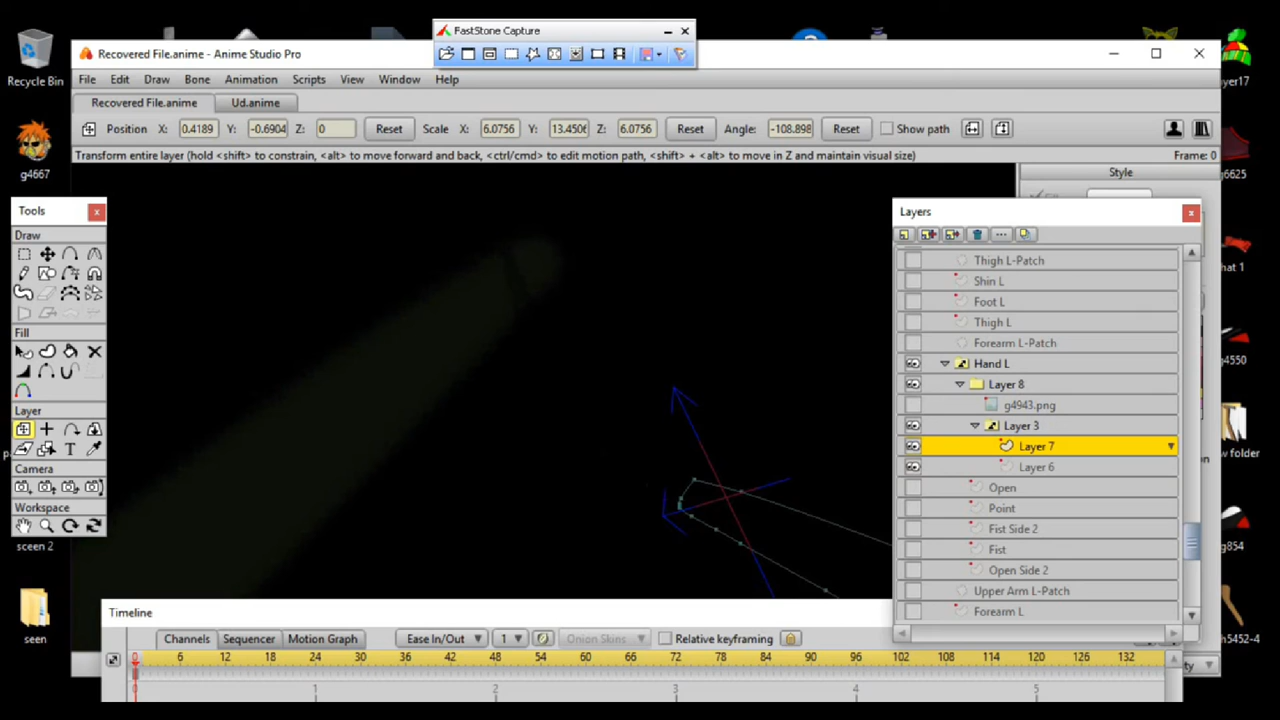 FastStone Capture
Recycle Bin
Recovered File.anime - Anime Studio Pro
File Edit Draw Bone Animation Scripts View Window Help
Recovered File.anime
Ud.anime
Position X: 0.4189 Y: -0.6904 Z: 0 Reset Scale X: 6.0756 Y: 13.4506 Z: 6.0756 Reset Angle: -108.898 Reset Show path
Transform entire layer (hold <shift> to constrain, <alt> to move forward and back, <ctrl/cmd> to edit motion path, <shift> + <alt> to move in Z and maintain visual size)
Frame: 0
Style
g4667
g6625
Tools
Draw
Fill
Layer
Camera
Workspace
Layers
Thigh L-Patch
Shin L
Foot L
Thigh L
Forearm L-Patch
Hand L
Layer 8
g4943.png
Layer 3
Layer 7
Layer 6
Open
Point
Fist Side 2
Fist
Open Side 2
Upper Arm L-Patch
Forearm L
hat 1
g4550
w folder
g854
h5452-4
sceen 2
seen
Timeline
Channels Sequencer Motion Graph Ease In/Out 1 Onion Skins Relative keyframing
0 6 12 18 24 30 36 42 48 54 60 66 72 78 84 90 96 102 108 114 120 126 132
0 1 2 3 4 5